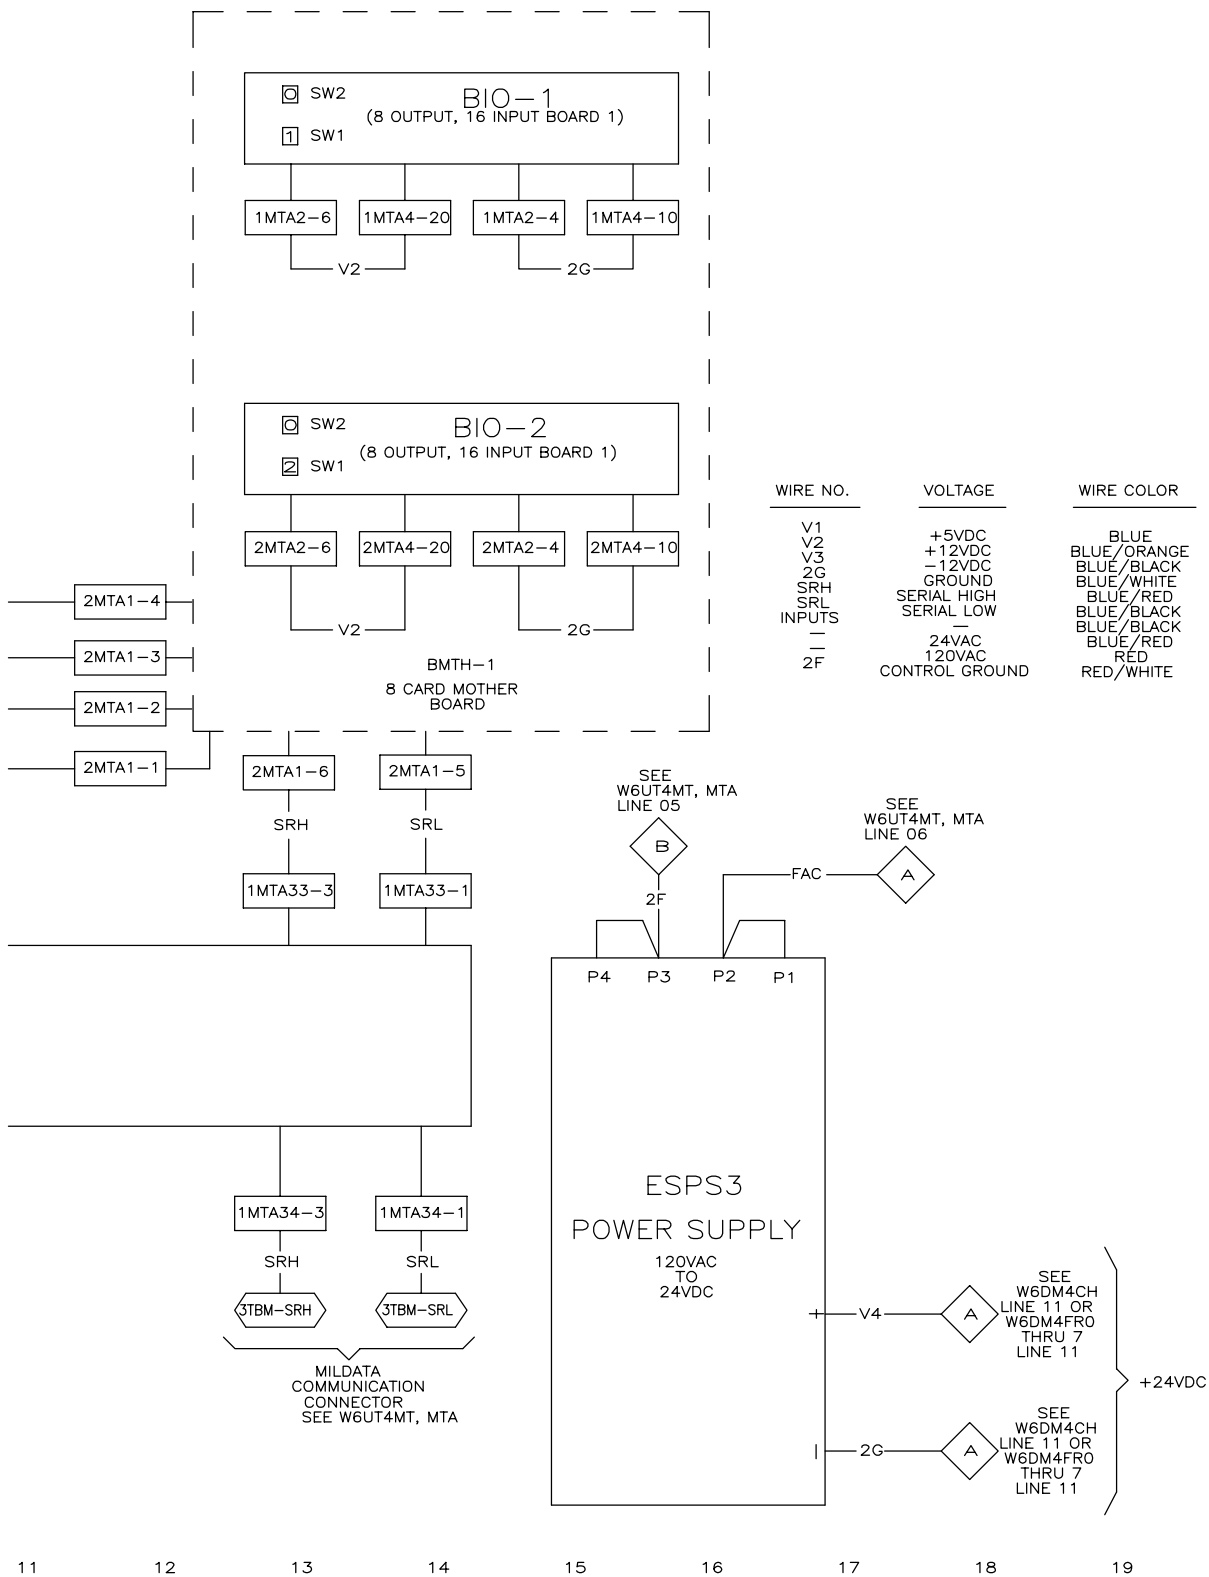 0 SW2
BIO-1
(8 OUTPUT, 16 INPUT BOARD 1)
1 SW1
1MTA2-6
1MTA4-20
1MTA2-4
1MTA4-10
V2
2G
0 SW2
BIO-2
(8 OUTPUT, 16 INPUT BOARD 1)
2 SW1
2MTA2-6
2MTA4-20
2MTA2-4
2MTA4-10
V2
2G
BMTH-1
8 CARD MOTHER
BOARD
2MTA1-4
2MTA1-3
2MTA1-2
2MTA1-1
WIRE NO.
V1
V2
V3
2G
SRH
SRL
INPUTS
—
—
2F
VOLTAGE
+5VDC
+12VDC
-12VDC
GROUND
SERIAL HIGH
SERIAL LOW
—
24VAC
120VAC
CONTROL GROUND
WIRE COLOR
BLUE
BLUE/ORANGE
BLUE/BLACK
BLUE/WHITE
BLUE/RED
BLUE/BLACK
BLUE/BLACK
BLUE/RED
RED
RED/WHITE
2MTA1-6
2MTA1-5
SRH
SRL
1MTA33-3
1MTA33-1
SEE
W6UT4MT, MTA
LINE 05
B
2F
SEE
W6UT4MT, MTA
LINE 06
FAC
A
P4
P3
P2
P1
ESPS3
POWER SUPPLY
120VAC
TO
24VDC
1MTA34-3
1MTA34-1
SRH
SRL
3TBM-SRH
3TBM-SRL
MILDATA
COMMUNICATION
CONNECTOR
SEE W6UT4MT, MTA
+ V4
A
SEE
W6DM4CH
LINE 11 OR
W6DM4FR0
THRU 7
LINE 11
+24VDC
- 2G
A
SEE
W6DM4CH
LINE 11 OR
W6DM4FR0
THRU 7
LINE 11
11 12 13 14 15 16 17 18 19